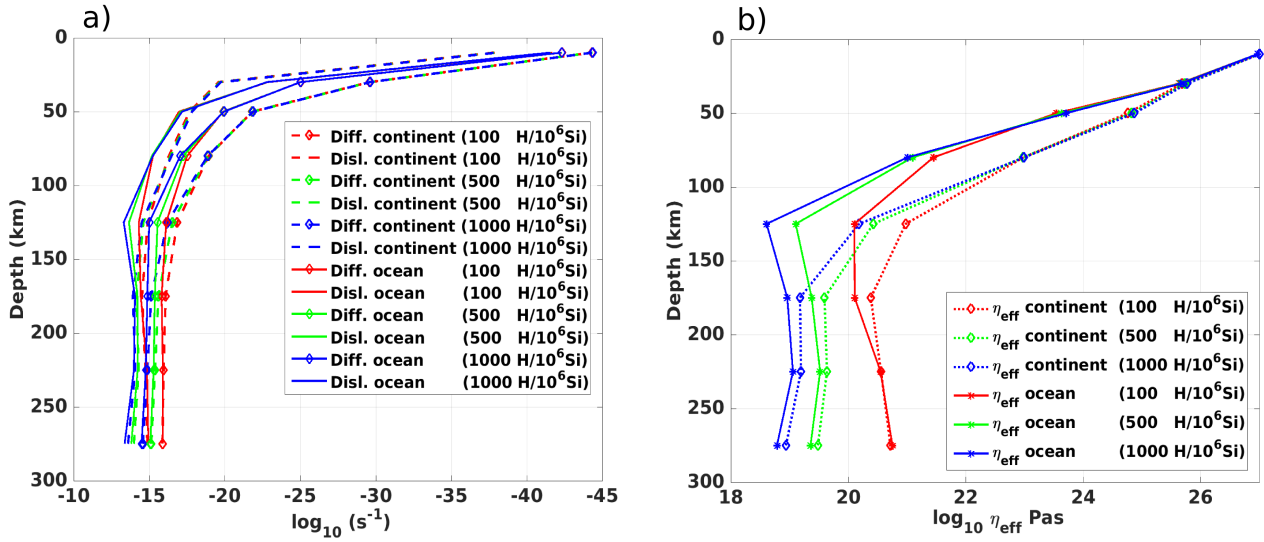 a)
0
50
100
150
200
250
300
Depth (km)
-10 -15 -20 -25 -30 -35 -40 -45
log10 (s-1)
Diff. continent (100 H/10^6Si)
Disl. continent (100 H/10^6Si)
Diff. continent (500 H/10^6Si)
Disl. continent (500 H/10^6Si)
Diff. continent (1000 H/10^6Si)
Disl. continent (1000 H/10^6Si)
Diff. ocean (100 H/10^6Si)
Disl. ocean (100 H/10^6Si)
Diff. ocean (500 H/10^6Si)
Disl. ocean (500 H/10^6Si)
Diff. ocean (1000 H/10^6Si)
Disl. ocean (1000 H/10^6Si)
b)
0
50
100
150
200
250
300
Depth (km)
18 20 22 24 26
log10 ηeff Pas
ηeff continent (100 H/10^6Si)
ηeff continent (500 H/10^6Si)
ηeff continent (1000 H/10^6Si)
ηeff ocean (100 H/10^6Si)
ηeff ocean (500 H/10^6Si)
ηeff ocean (1000 H/10^6Si)